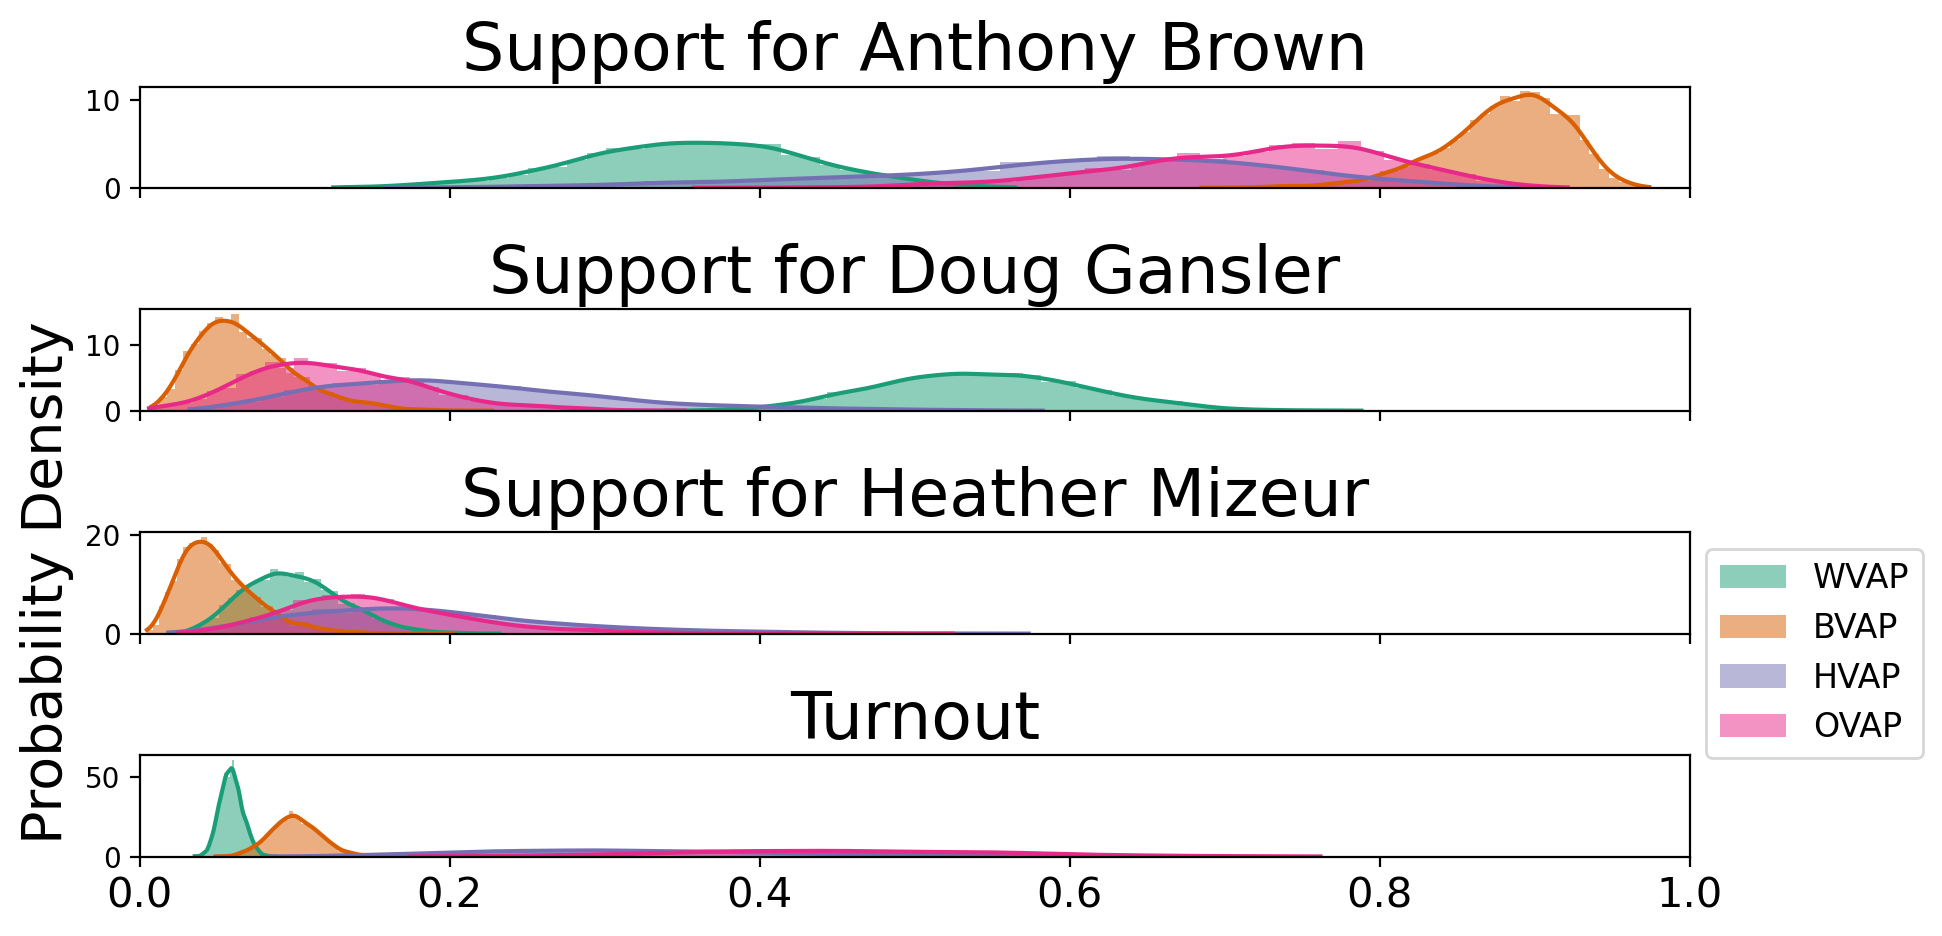 Support for Anthony Brown
10
0
Support for Doug Gansler
10
0
Support for Heather Mizeur
20
0
Turnout
50
0
0.0 0.2 0.4 0.6 0.8 1.0
Probability Density
WVAP
BVAP
HVAP
OVAP